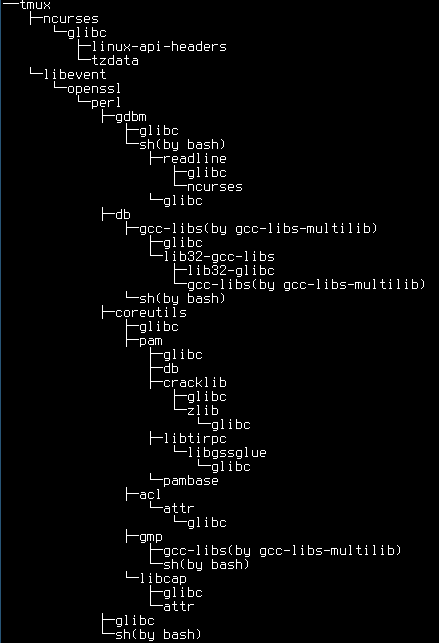 ──tmux
  ├─ncurses
  │  └─glibc
  │     ├─linux-api-headers
  │     └─tzdata
  └─libevent
     └─openssl
        └─perl
           ├─gdbm
           │  ├─glibc
           │  └─sh(by bash)
           │     ├─readline
           │     │  ├─glibc
           │     │  └─ncurses
           │     └─glibc
           ├─db
           │  ├─gcc-libs(by gcc-libs-multilib)
           │  │  ├─glibc
           │  │  └─lib32-gcc-libs
           │  │     ├─lib32-glibc
           │  │     └─gcc-libs(by gcc-libs-multilib)
           │  └─sh(by bash)
           ├─coreutils
           │  ├─glibc
           │  ├─pam
           │  │  ├─glibc
           │  │  ├─db
           │  │  ├─cracklib
           │  │  │  ├─glibc
           │  │  │  └─zlib
           │  │  │     └─glibc
           │  │  ├─libtirpc
           │  │  │  └─libgssglue
           │  │  │     └─glibc
           │  │  └─pambase
           │  ├─acl
           │  │  └─attr
           │  │     └─glibc
           │  ├─gmp
           │  │  ├─gcc-libs(by gcc-libs-multilib)
           │  │  └─sh(by bash)
           │  └─libcap
           │     ├─glibc
           │     └─attr
           ├─glibc
           └─sh(by bash)